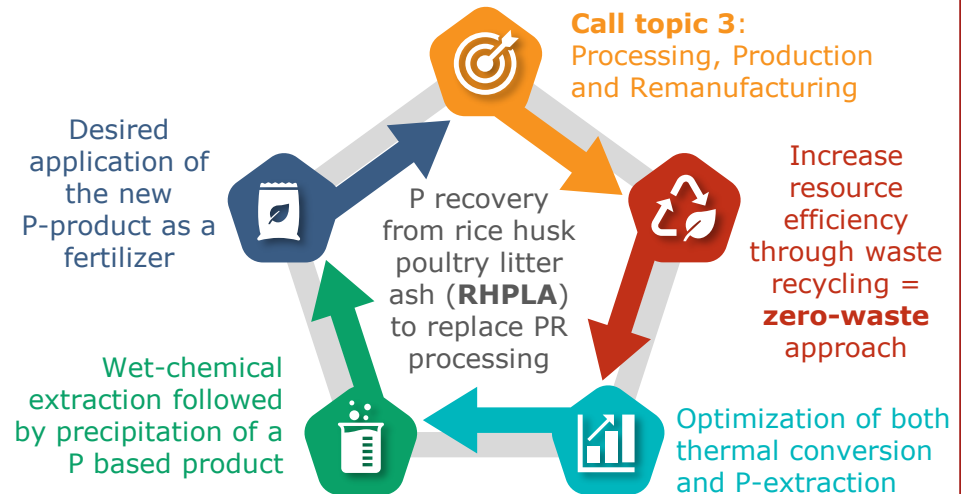 Call topic 3:
Processing, Production
and Remanufacturing
Increase
resource
efficiency
through waste
recycling =
zero-waste
approach
Optimization of both
thermal conversion
and P-extraction
Wet-chemical
extraction followed
by precipitation of a
P based product
Desired
application of
the new
P-product as a
fertilizer
P recovery
from rice husk
poultry litter
ash (RHPLA)
to replace PR
processing